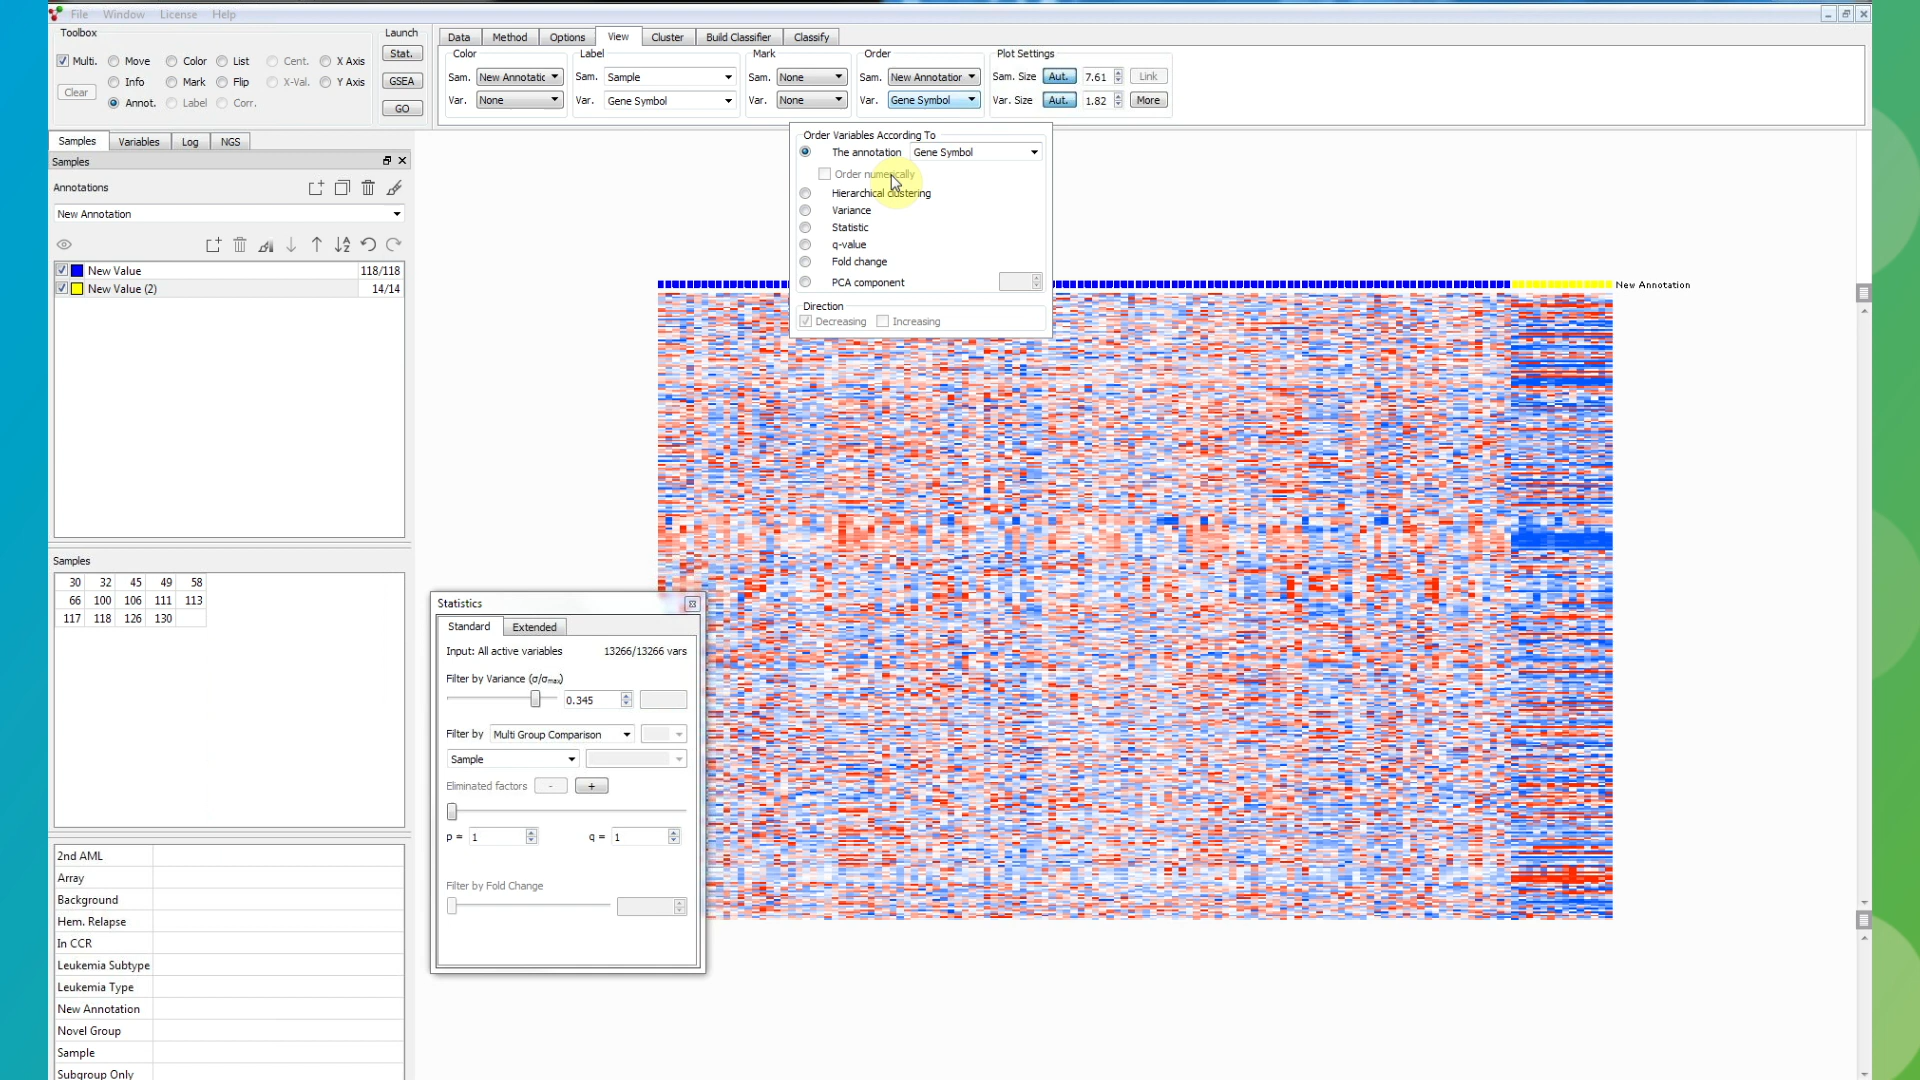 File Window License Help
Toolbox
Multi. Move Color List Cent. X Axis
Info Mark Flip X-Val. Y Axis
Clear Annot. Label Corr.
Launch
Stat.
GSEA
GO
Data Method Options View Cluster Build Classifier Classify
Color Label Mark Order Plot Settings
Sam. New Annotatic Sam. Sample Sam. None Sam. New Annotatior Sam. Size Aut. 7.61 Link
Var. None Var. Gene Symbol Var. None Var. Gene Symbol Var. Size Aut. 1.82 More
Samples Variables Log NGS
Samples
Annotations
New Annotation
New Value 118/118
New Value (2) 14/14
Samples
30 32 45 49 58
66 100 106 111 113
117 118 126 130
2nd AML
Array
Background
Hem. Relapse
In CCR
Leukemia Subtype
Leukemia Type
New Annotation
Novel Group
Sample
Subgroup Only
Order Variables According To
The annotation Gene Symbol
Order numerically
Hierarchical clustering
Variance
Statistic
q-value
Fold change
PCA component
Direction
Decreasing Increasing
New Annotation
Statistics
Standard Extended
Input: All active variables 13266/13266 vars
Filter by Variance (σ/σmax)
0.345
Filter by Multi Group Comparison
Sample
Eliminated factors - +
p = 1 q = 1
Filter by Fold Change